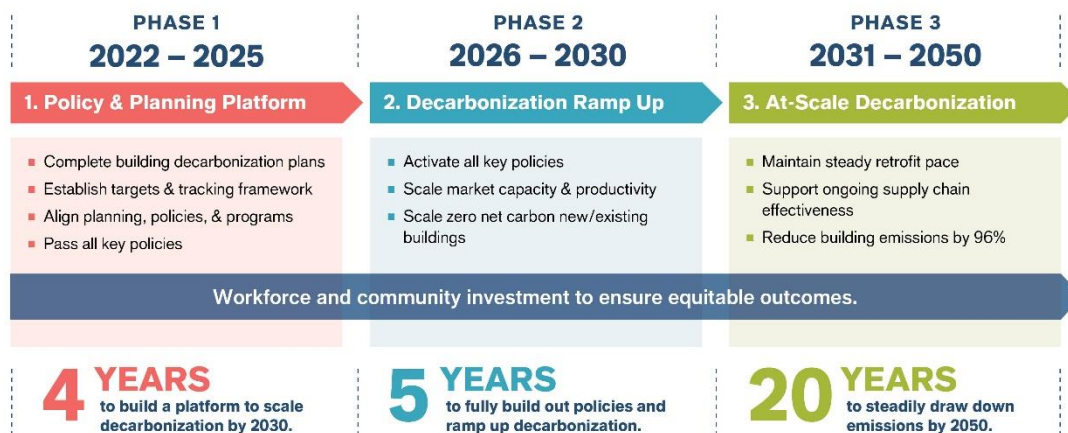 PHASE 1
2022 – 2025
1. Policy & Planning Platform
Complete building decarbonization plans
Establish targets & tracking framework
Align planning, policies, & programs
Pass all key policies
PHASE 2
2026 – 2030
2. Decarbonization Ramp Up
Activate all key policies
Scale market capacity & productivity
Scale zero net carbon new/existing
buildings
PHASE 3
2031 – 2050
3. At-Scale Decarbonization
Maintain steady retrofit pace
Support ongoing supply chain
effectiveness
Reduce building emissions by 96%
Workforce and community investment to ensure equitable outcomes.
4 YEARS
to build a platform to scale
decarbonization by 2030.
5 YEARS
to fully build out policies and
ramp up decarbonization.
20 YEARS
to steadily draw down
emissions by 2050.